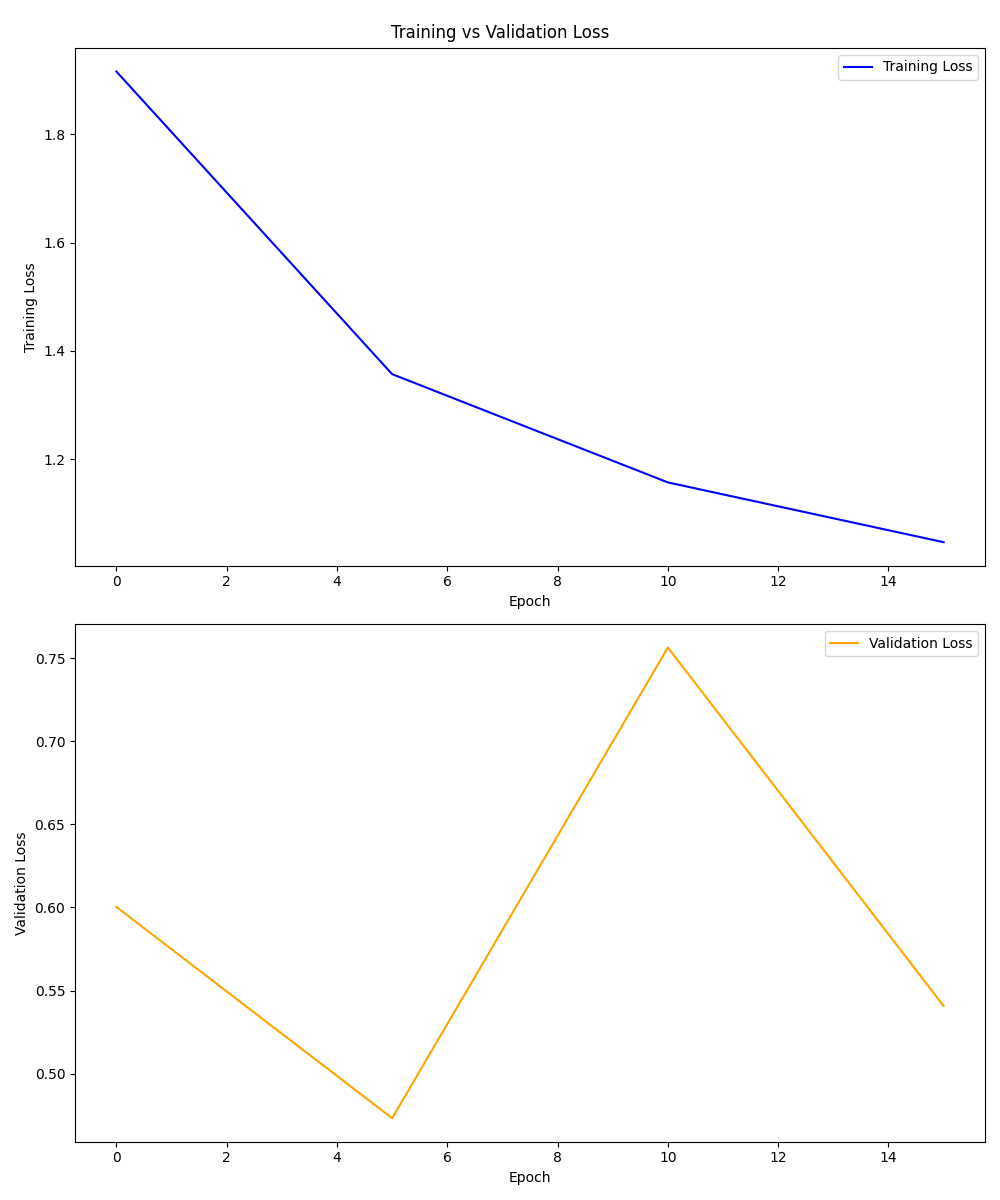 Training vs Validation Loss
Training Loss
1.8
1.6
1.4
1.2
Training Loss
0 2 4 6 8 10 12 14
Epoch
Validation Loss
0.75
0.70
0.65
0.60
0.55
0.50
Validation Loss
0 2 4 6 8 10 12 14
Epoch